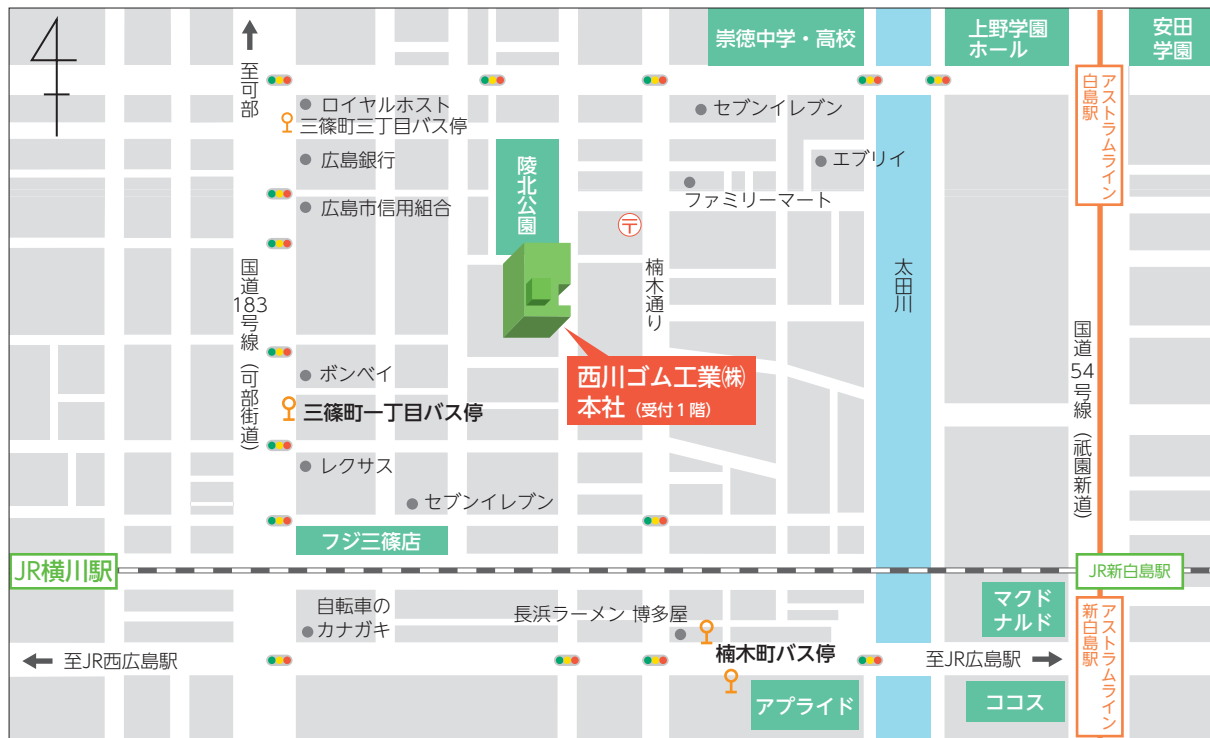 崇徳中学・高校
上野学園
ホール
安田
学園
至可部
ロイヤルホスト
三篠町三丁目バス停
セブンイレブン
アストラムライン
白島駅
広島銀行
陵北公園
エブリイ
ファミリーマート
広島市信用組合
〒
楠木通り
太田川
国道183号線（可部街道）
国道54号線（祇園新道）
西川ゴム工業㈱
本社（受付1階）
ボンベイ
三篠町一丁目バス停
レクサス
セブンイレブン
フジ三篠店
JR横川駅
JR新白島駅
自転車の
カナガキ
長浜ラーメン 博多屋
マクド
ナルド
アストラムライン
新白島駅
至JR西広島駅
楠木町バス停
至JR広島駅
アプライド
ココス